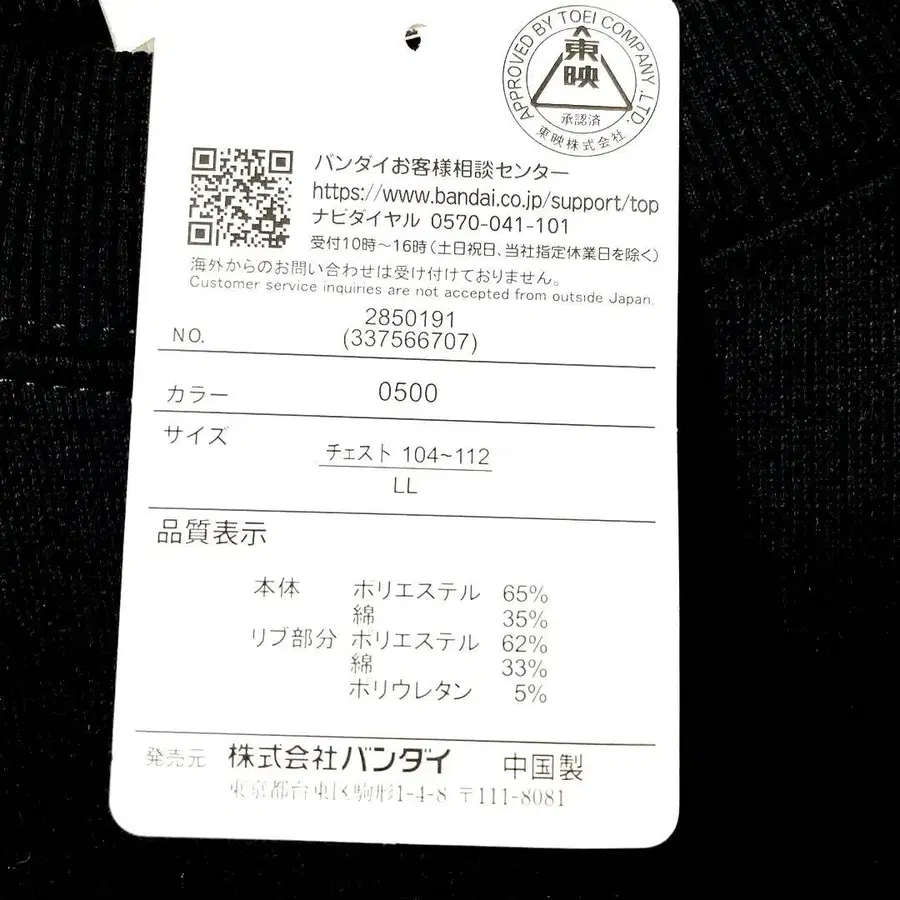 APPROVED BY TOEI COMPANY, LTD.
東映
承認済
東映株式会社
バンダイお客様相談センター
https://www.bandai.co.jp/support/top
ナビダイヤル 0570-041-101
受付10時～16時(土日祝日、当社指定休業日を除く)
海外からのお問い合わせは受け付けておりません。
Customer service inquiries are not accepted from outside Japan.
NO. 2850191
(337566707)
カラー 0500
サイズ チェスト 104~112
LL
品質表示
本体 ポリエステル 65%
綿 35%
リブ部分 ポリエステル 62%
綿 33%
ポリウレタン 5%
発売元 株式会社バンダイ 中国製
東京都台東区駒形1-4-8 〒111-8081